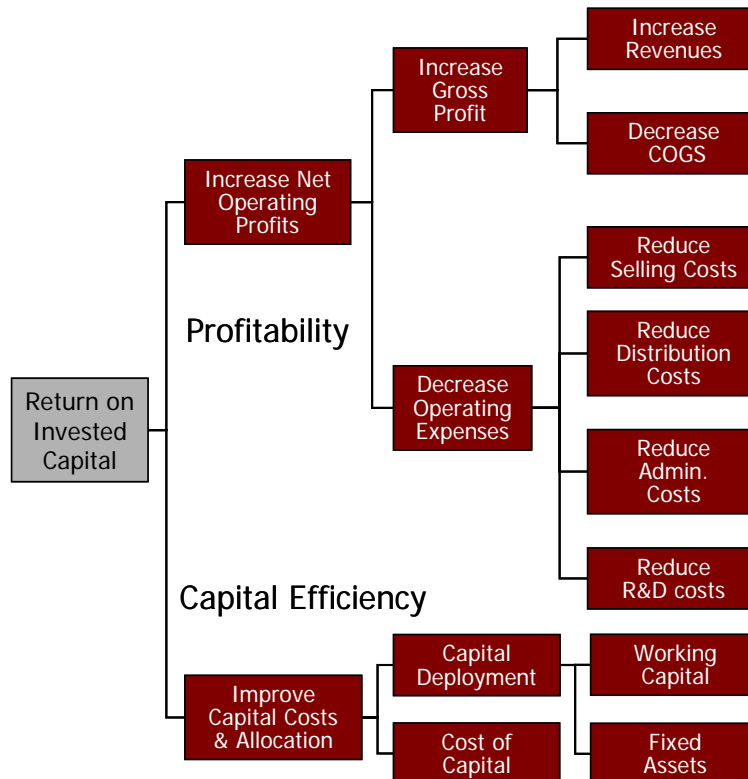 Increase
Revenues
Increase
Gross
Profit
Decrease
COGS
Increase Net
Operating
Profits
Reduce
Selling Costs
Profitability
Reduce
Distribution
Costs
Return on
Invested
Capital
Decrease
Operating
Expenses
Reduce
Admin.
Costs
Reduce
R&D costs
Capital Efficiency
Improve
Capital Costs
& Allocation
Capital
Deployment
Working
Capital
Cost of
Capital
Fixed
Assets